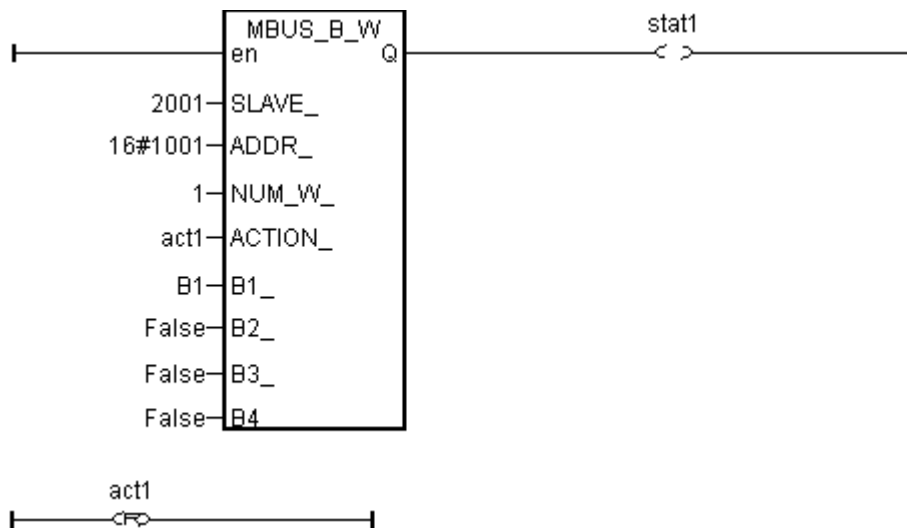 MBUS_B_W
stat1
en Q
2001 SLAVE_
16#1001 ADDR_
1 NUM_W_
act1 ACTION_
B1 B1_
False B2_
False B3_
False B4
act1
R